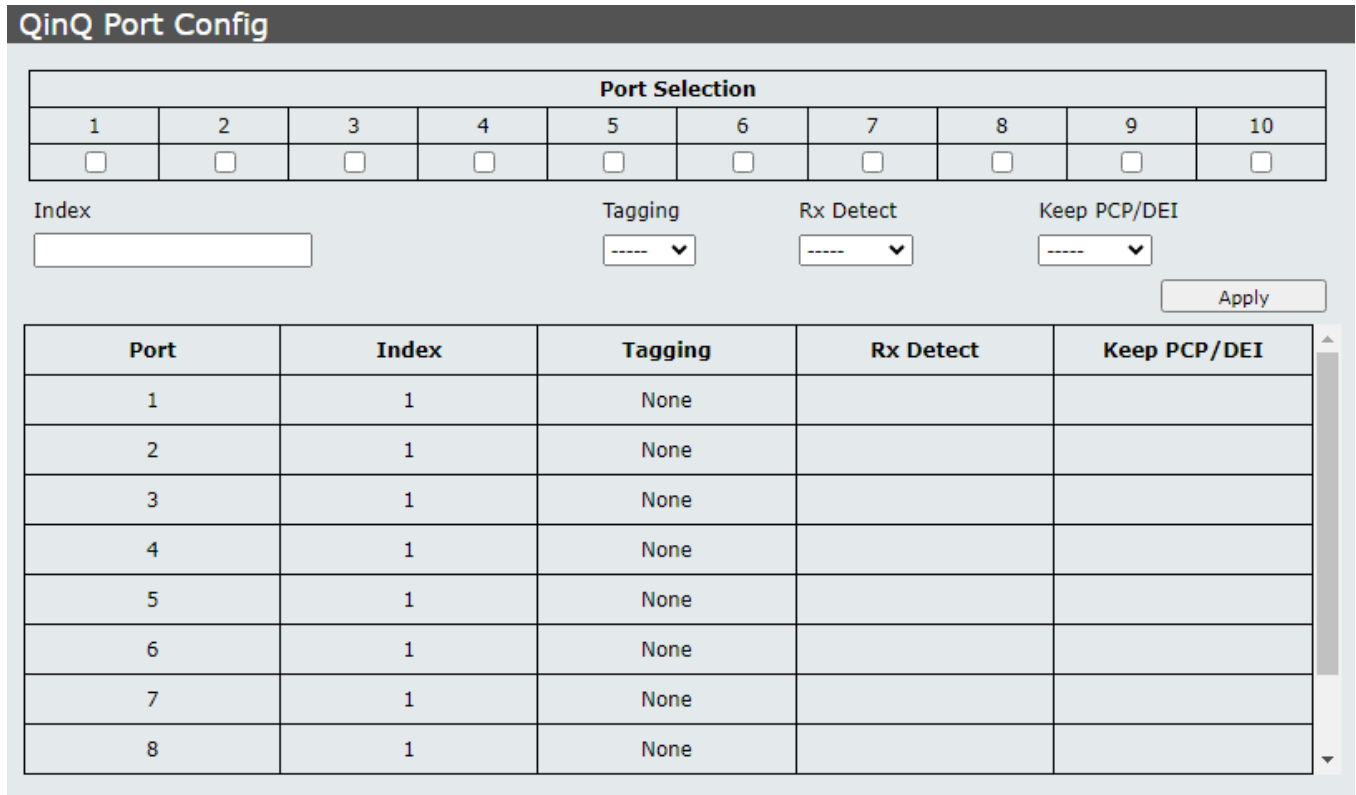 QinQ Port Config
Port Selection
1 2 3 4 5 6 7 8 9 10
Index Tagging Rx Detect Keep PCP/DEI
----- ----- -----
Apply
Port Index Tagging Rx Detect Keep PCP/DEI
1 1 None
2 1 None
3 1 None
4 1 None
5 1 None
6 1 None
7 1 None
8 1 None